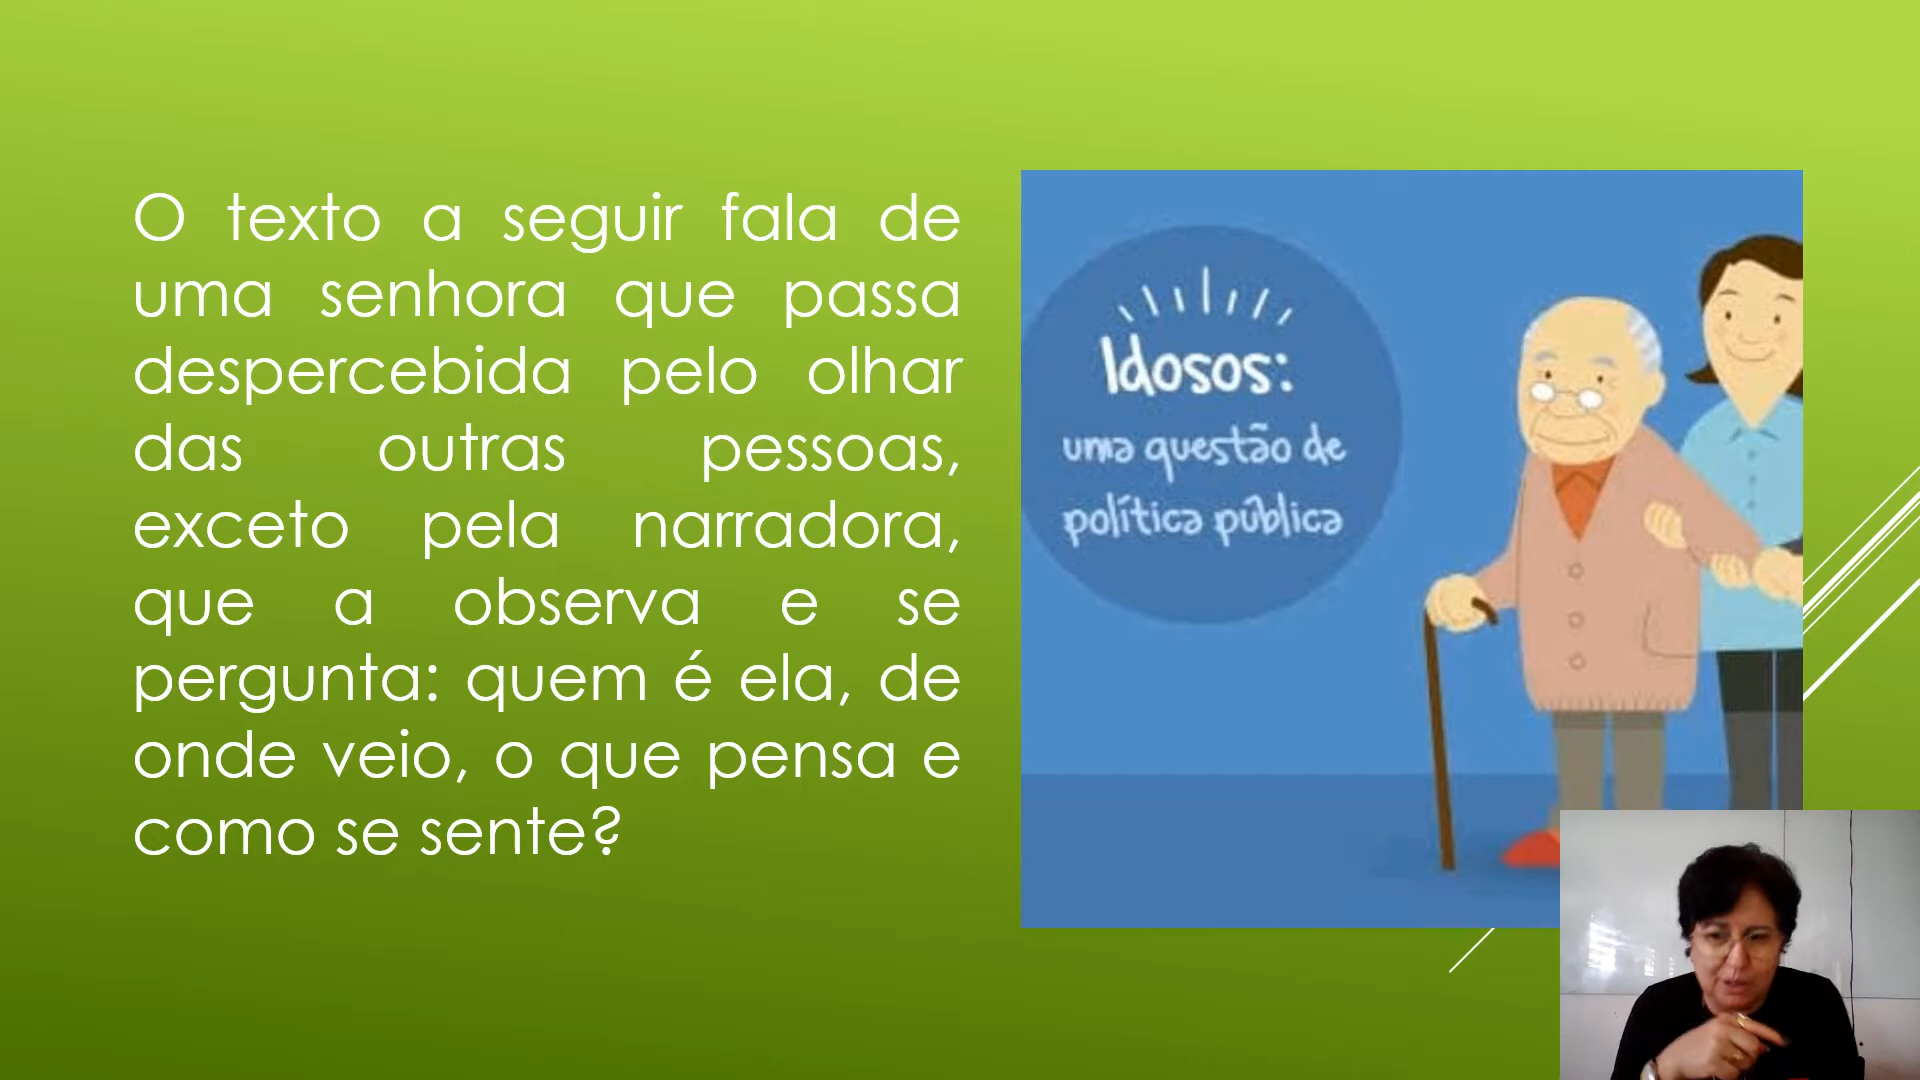 O texto a seguir fala de
uma senhora que passa
despercebida pelo olhar
das outras pessoas,
exceto pela narradora,
que a observa e se
pergunta: quem é ela, de
onde veio, o que pensa e
como se sente?
Idosos:
uma questão de
política pública